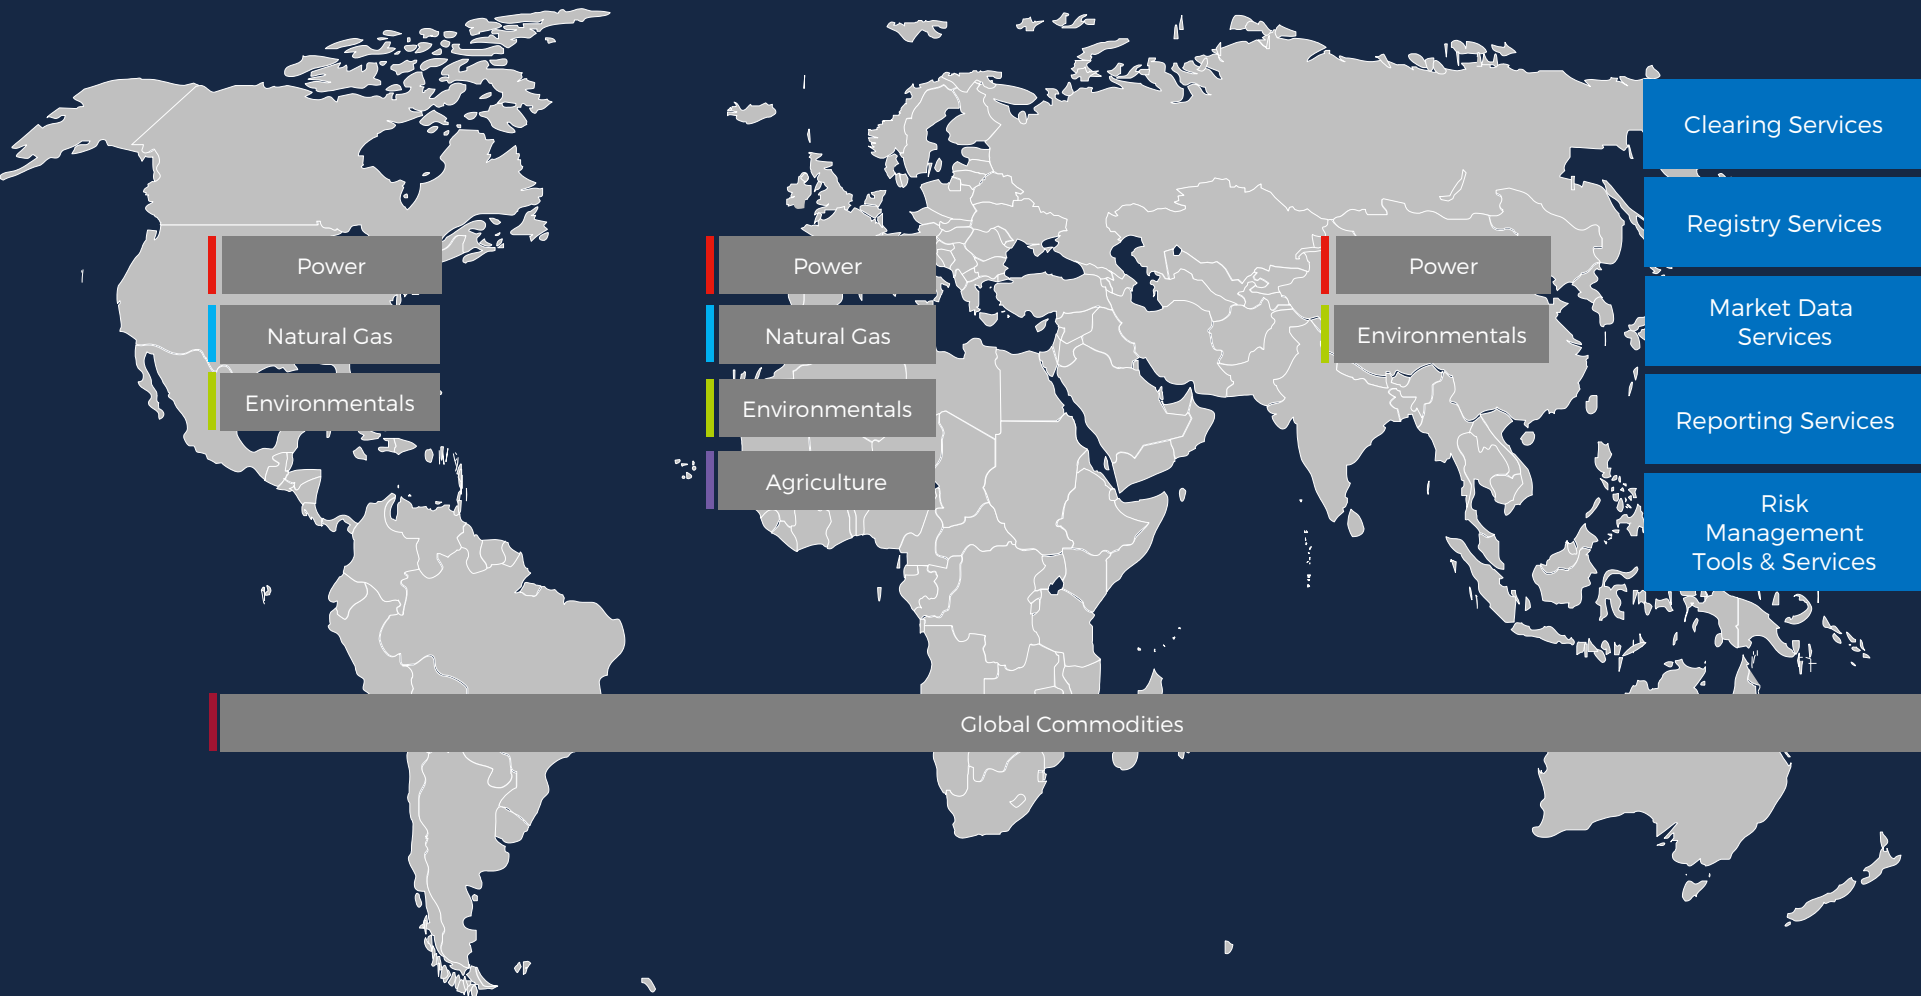 Power
Natural Gas
Environmentals
Power
Natural Gas
Environmentals
Agriculture
Power
Environmentals
Clearing Services
Registry Services
Market Data
Services
Reporting Services
Risk
Management
Tools & Services
Global Commodities